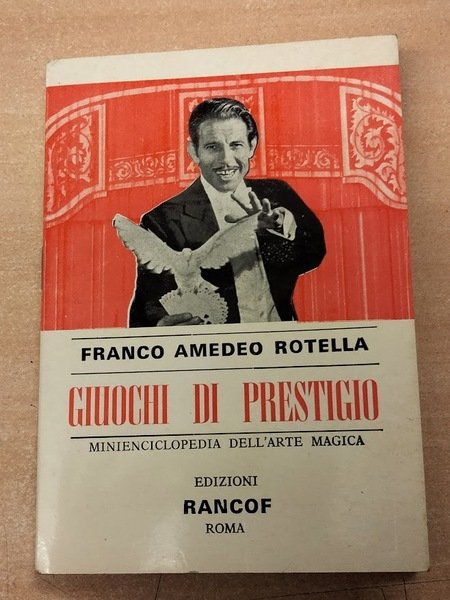 FRANCO AMEDEO ROTELLA
GIUOCHI DI PRESTIGIO
MINIENCICLOPEDIA DELL'ARTE MAGICA
EDIZIONI
RANCOF
ROMA